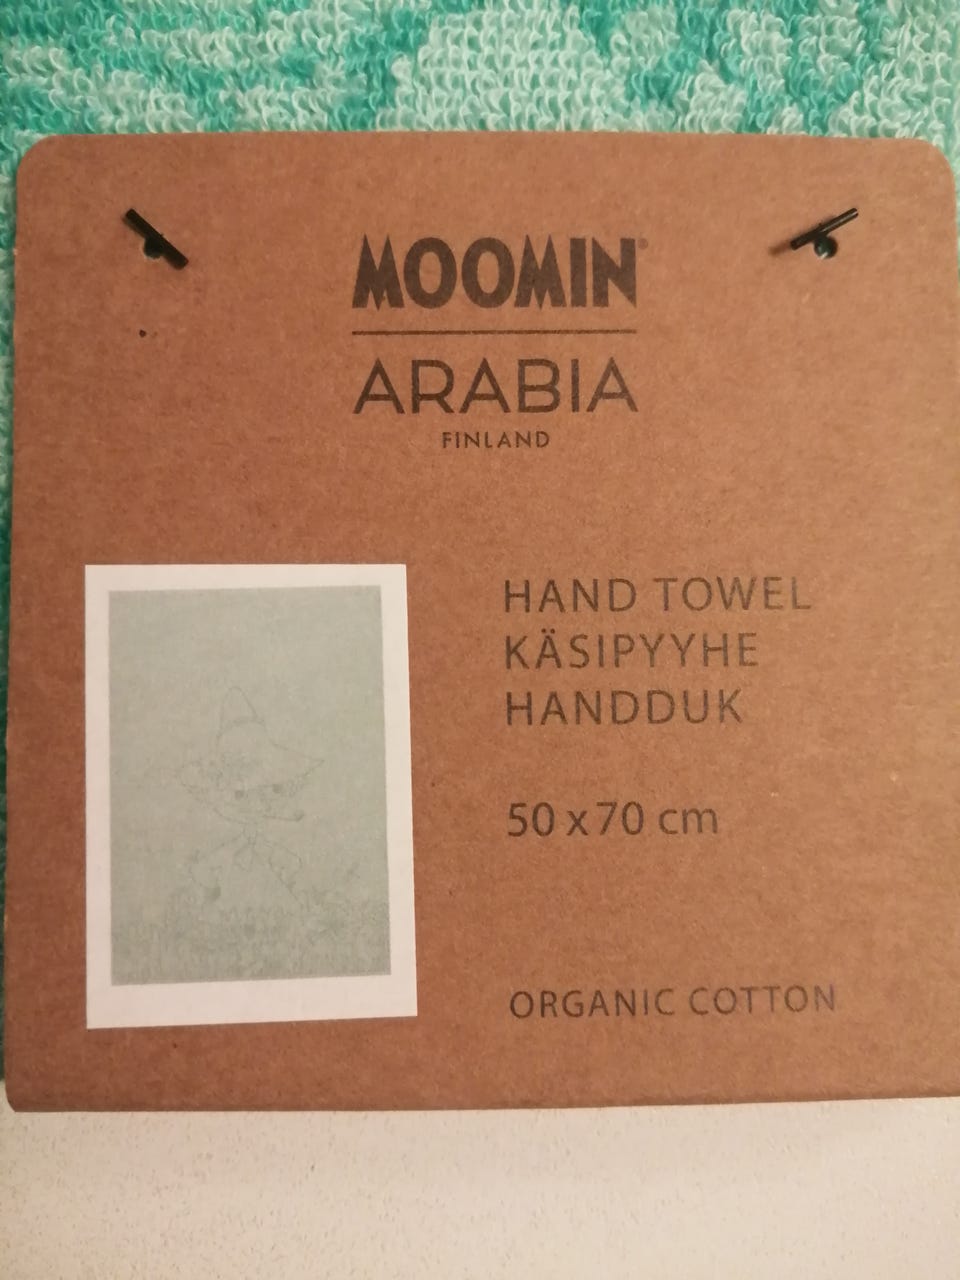 MOOMIN®
ARABIA
FINLAND
HAND TOWEL
KÄSIPYYHE
HANDDUK
50 x 70 cm
ORGANIC COTTON